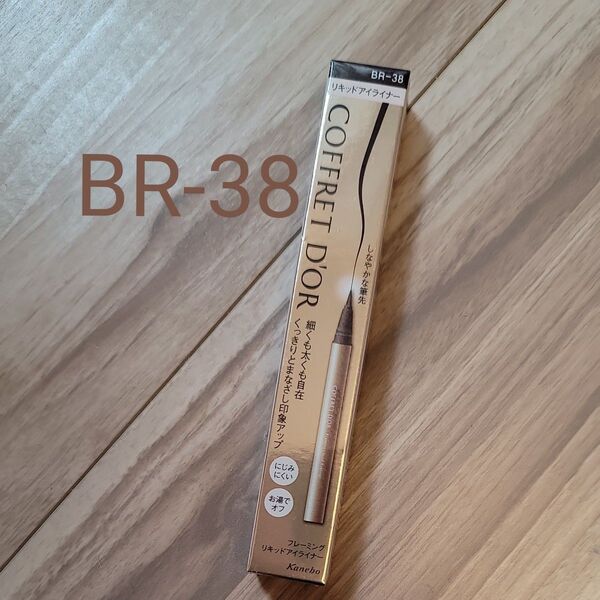 BR-38
BR-38
リキッドアイライナー
COFFRET D'OR
しなやかな筆先
細くも太くも自在
くっきりとまなざし印象アップ
にじみ
にくい
お湯で
オフ
フレーミング
リキッドアイライナー
Kanebo